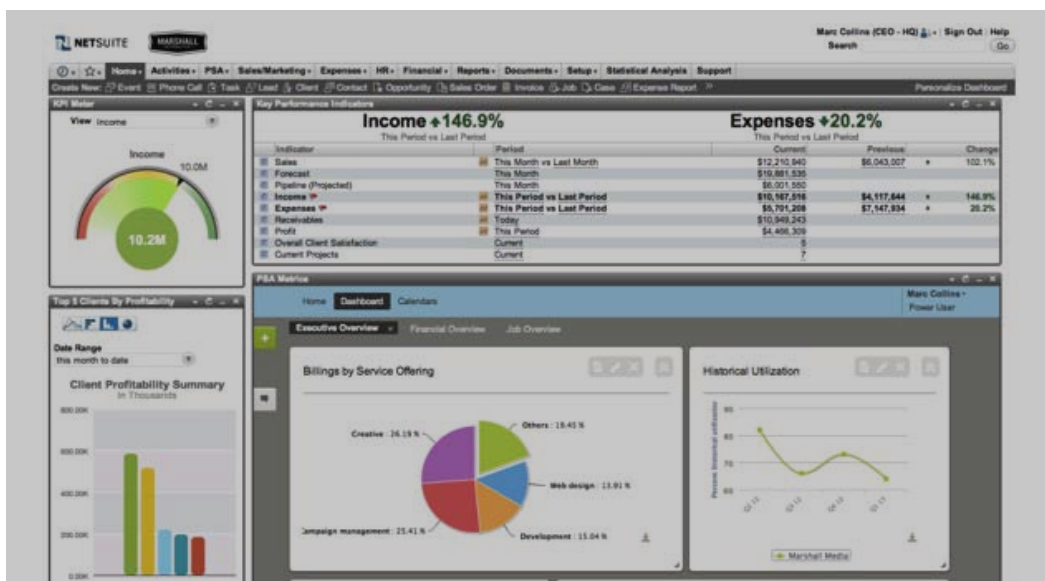 NETSUITE
MARSHALL
Marc Collins (CEO - HQ)
Sign Out
Help
Search
Go
Home
Activities
PSA
Sales/Marketing
Expenses
HR
Financial
Reports
Documents
Setup
Statistical Analysis
Support
Create New: Event Phone Call Task Lead Client Contact Opportunity Sales Order Invoice Job Case Expense Report »
Personalize Dashboard
KPI Meter
View Income
Income
10.0M
10.2M
Key Performance Indicators
Income 146.9%
This Period vs Last Period
Expenses 20.2%
This Period vs Last Period
Indicator Period Current Previous Change
Sales This Month vs Last Month $12,210,940 $6,043,007 102.1%
Forecast This Month $19,881,535
Pipeline (Projected) This Month $6,001,550
Income This Period vs Last Period $10,167,516 $4,117,644 146.9%
Expenses This Period vs Last Period $5,701,208 $7,147,934 20.2%
Receivables Today $10,949,243
Profit This Period $4,466,309
Overall Client Satisfaction Current 5
Current Projects Current 7
Top 5 Clients By Profitability
Date Range
this month to date
Client Profitability Summary
In Thousands
800.00K
600.00K
400.00K
200.00K
0.00K
PSA Metrics
Home
Dashboard
Calendars
Marc Collins
Power User
Executive Overview
Financial Overview
Job Overview
Billings by Service Offering
Creative : 26.19 %
Others : 19.45 %
Web design : 13.91 %
Development : 15.04 %
Campaign management : 25.41 %
Historical Utilization
Percent historical utilization
90
80
70
60
Marshall Media